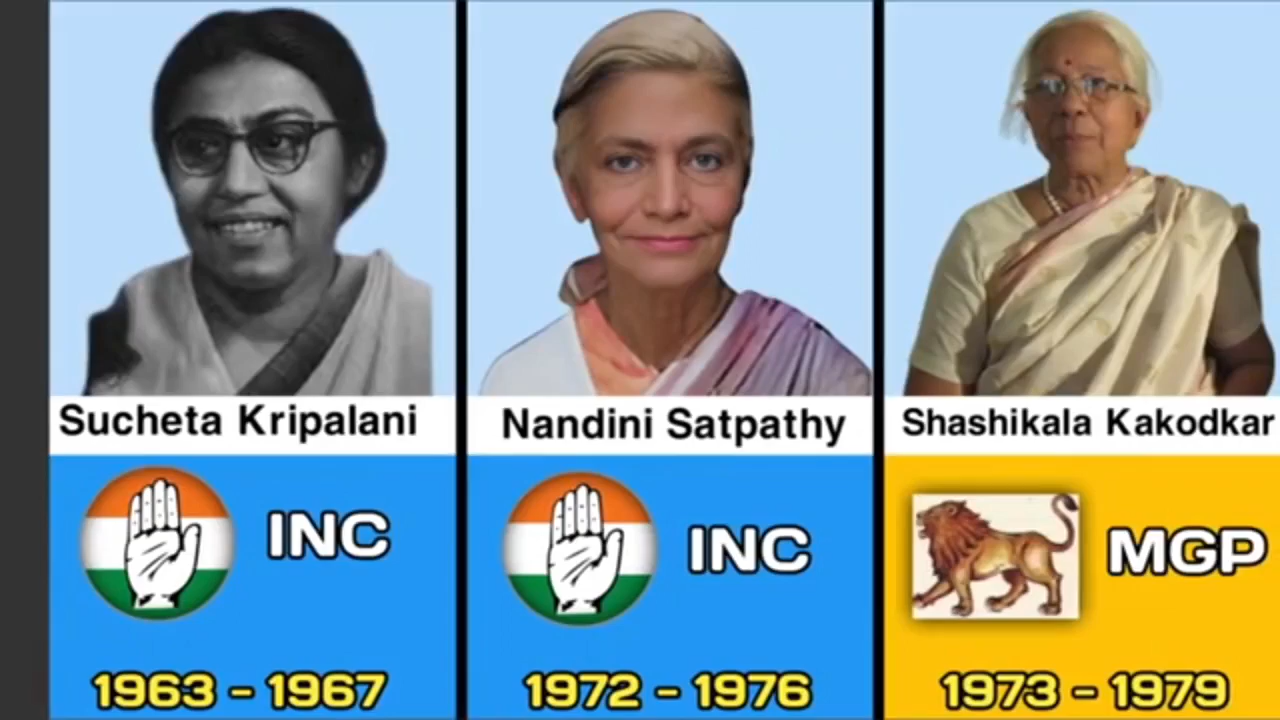 Sucheta Kripalani
INC
1963 - 1967
Nandini Satpathy
INC
1972 - 1976
Shashikala Kakodkar
MGP
1973 - 1979